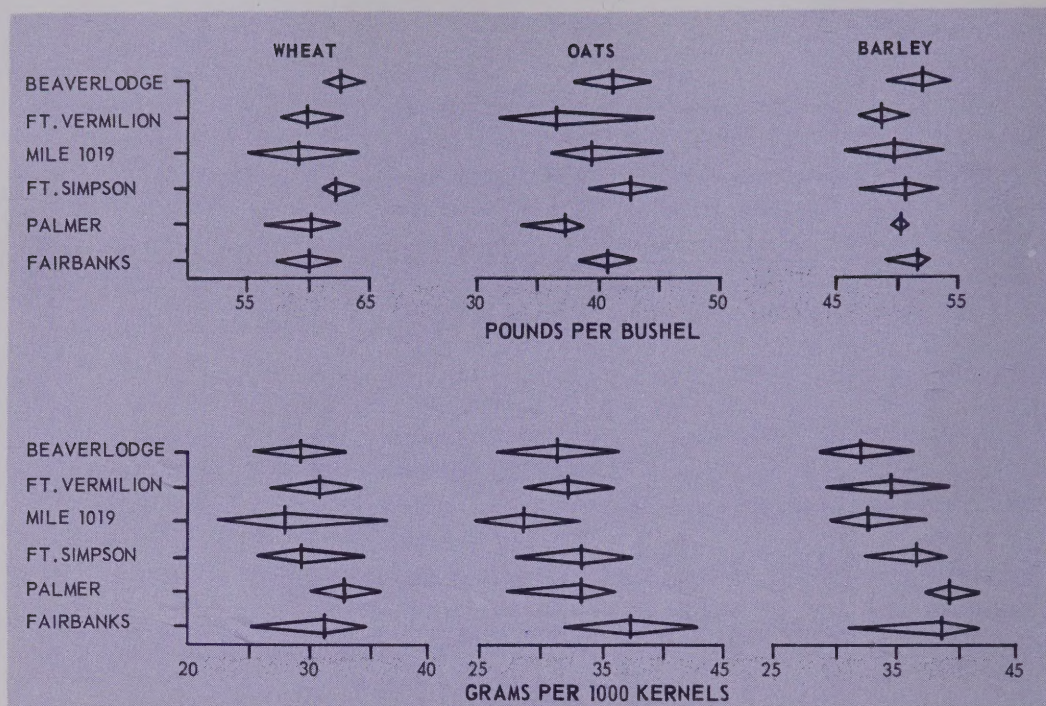 WHEAT OATS BARLEY
BEAVERLODGE
FT. VERMILION
MILE 1019
FT. SIMPSON
PALMER
FAIRBANKS
55 65 30 40 50 45 55
POUNDS PER BUSHEL
BEAVERLODGE
FT. VERMILION
MILE 1019
FT. SIMPSON
PALMER
FAIRBANKS
20 30 40 25 35 45 25 35 45
GRAMS PER 1000 KERNELS